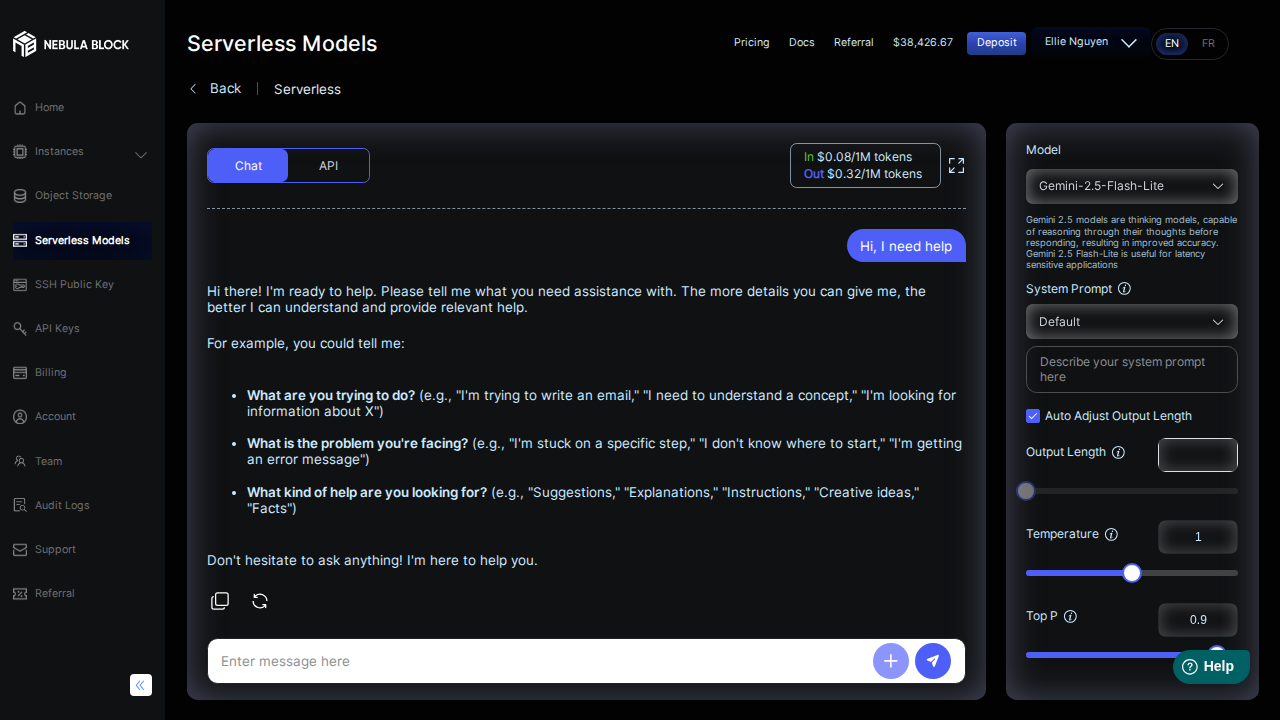 NEBULA BLOCK
Home
Instances
Object Storage
Serverless Models
SSH Public Key
API Keys
Billing
Account
Team
Audit Logs
Support
Referral
Serverless Models
Pricing
Docs
Referral
$38,426.67
Deposit
Ellie Nguyen
EN
FR
Back
Serverless
Chat
API
In $0.08/1M tokens
Out $0.32/1M tokens
Hi, I need help
Hi there! I'm ready to help. Please tell me what you need assistance with. The more details you can give me, the
better I can understand and provide relevant help.
For example, you could tell me:
• What are you trying to do? (e.g., "I'm trying to write an email," "I need to understand a concept," "I'm looking for
information about X")
• What is the problem you're facing? (e.g., "I'm stuck on a specific step," "I don't know where to start," "I'm getting
an error message")
• What kind of help are you looking for? (e.g., "Suggestions," "Explanations," "Instructions," "Creative ideas,"
"Facts")
Don't hesitate to ask anything! I'm here to help you.
Enter message here
Model
Gemini-2.5-Flash-Lite
Gemini 2.5 models are thinking models, capable
of reasoning through their thoughts before
responding, resulting in improved accuracy.
Gemini 2.5 Flash-Lite is useful for latency
sensitive applications
System Prompt
Default
Describe your system prompt
here
Auto Adjust Output Length
Output Length
Temperature
1
Top P
0.9
Help